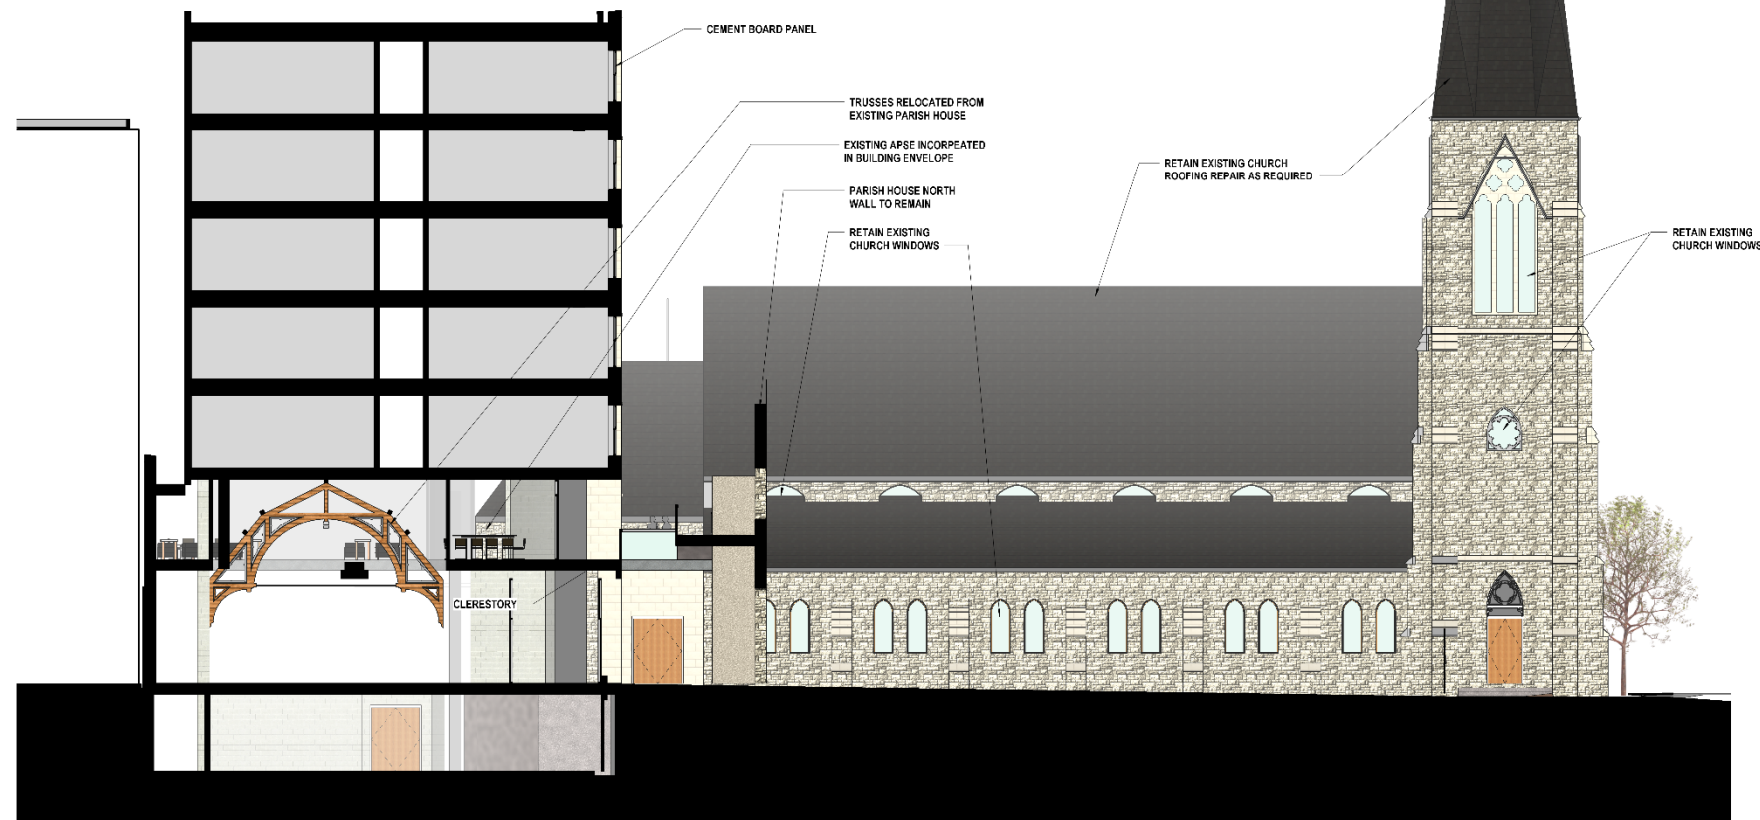 CEMENT BOARD PANEL
TRUSSES RELOCATED FROM
EXISTING PARISH HOUSE
EXISTING APSE INCORPEATED
IN BUILDING ENVELOPE
PARISH HOUSE NORTH
WALL TO REMAIN
RETAIN EXISTING
CHURCH WINDOWS
RETAIN EXISTING CHURCH
ROOFING REPAIR AS REQUIRED
RETAIN EXISTING
CHURCH WINDOWS
CLERESTORY